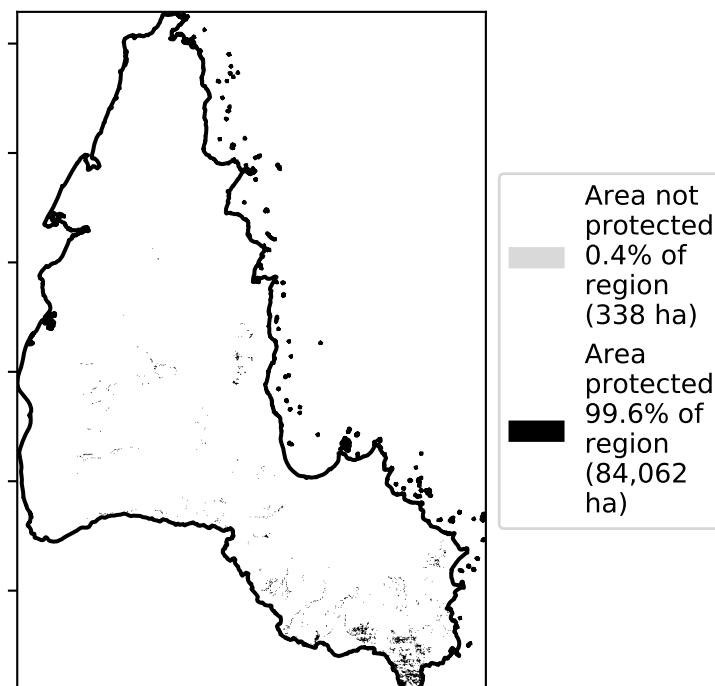 Area not
protected
0.4% of
region
(338 ha)
Area
protected
99.6% of
region
(84,062
ha)